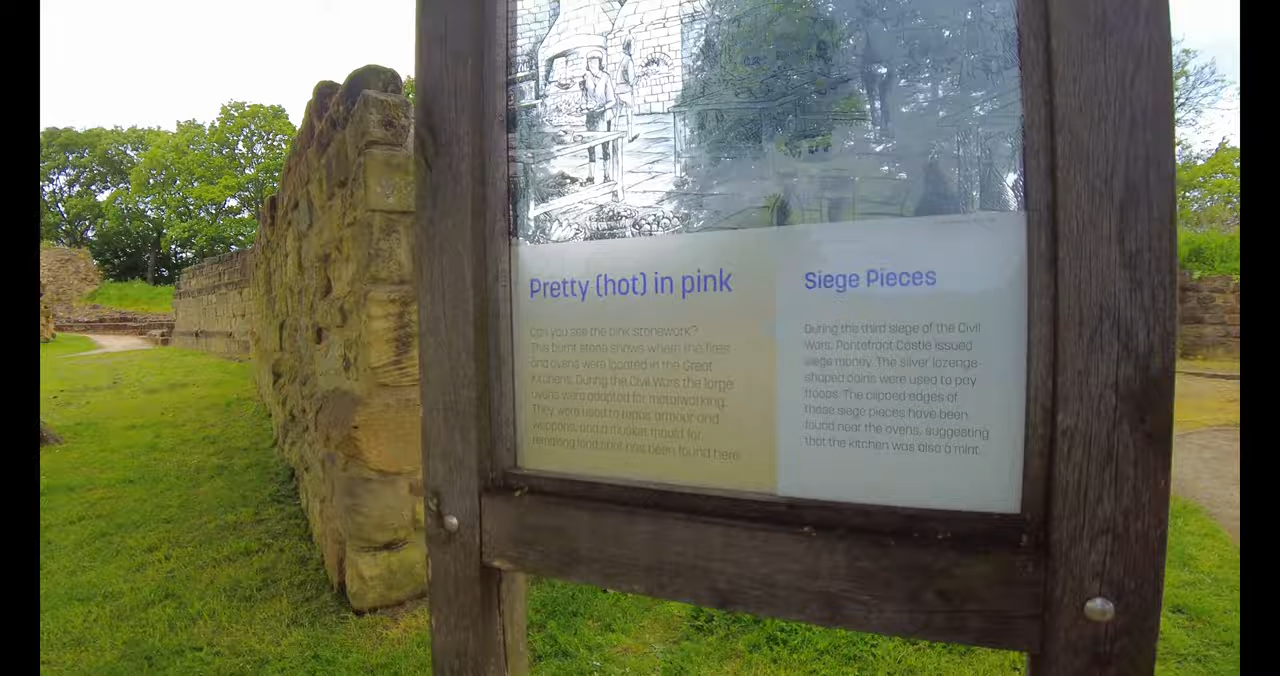 Pretty (hot) in pink
Can you see the pink stonework?
This burnt stone shows where the fires
and ovens were located in the Great
Kitchens. During the Civil Wars the large
ovens were adapted for metalworking.
They were used to repair armour and
weapons, and a musket mould for
remaking lead shot has been found here.
Siege Pieces
During the third siege of the Civil
Wars, Pontefract Castle issued
siege money. The silver lozenge-
shaped coins were used to pay
troops. The clipped edges of
these siege pieces have been
found near the ovens, suggesting
that the kitchen was also a mint.